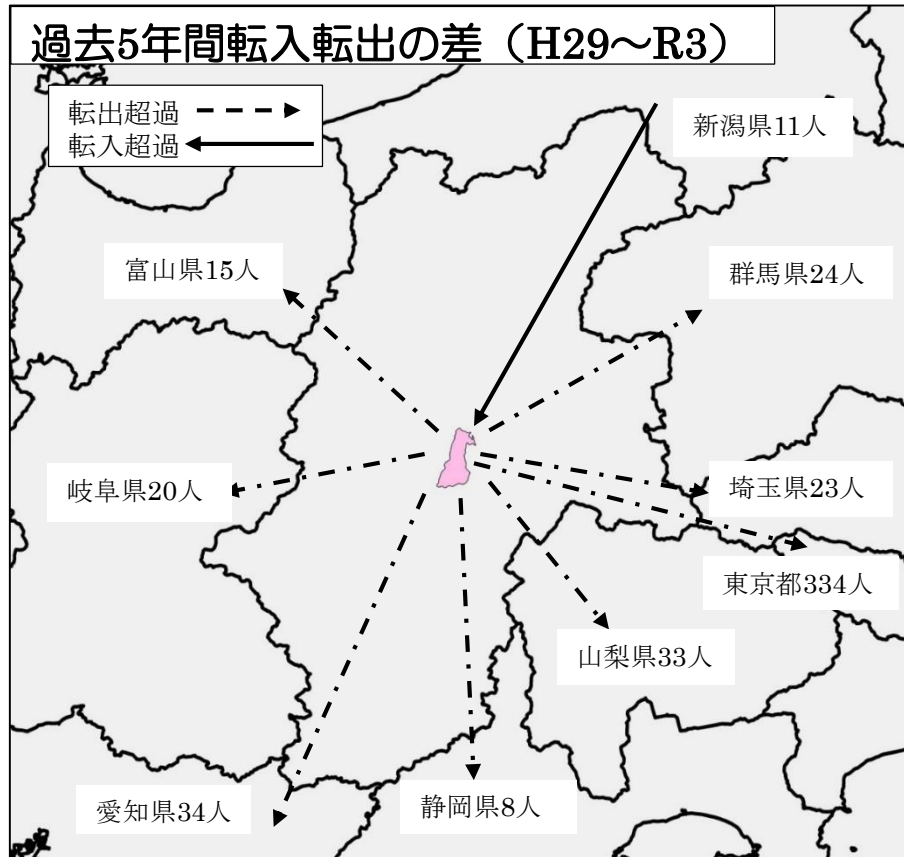 過去5年間転入転出の差（H29～R3）
転出超過
転入超過
新潟県11人
富山県15人
群馬県24人
岐阜県20人
埼玉県23人
東京都334人
山梨県33人
愛知県34人
静岡県8人